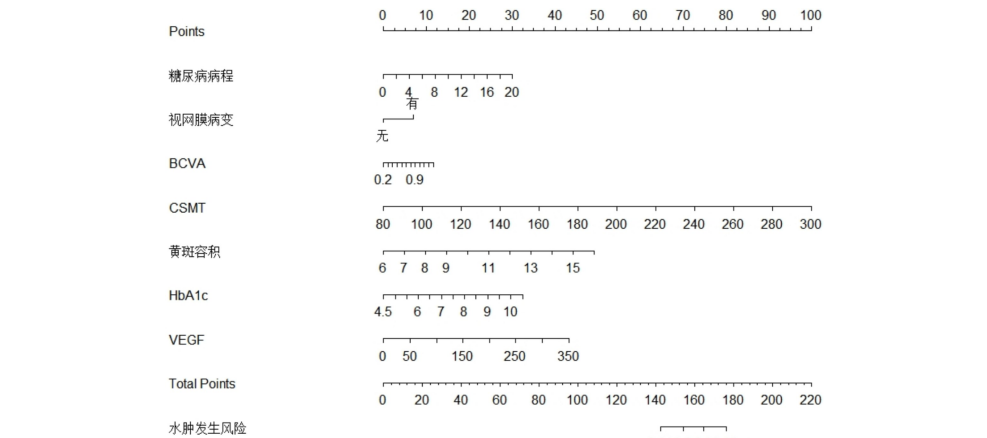 0 10 20 30 40 50 60 70 80 90 100
Points
糖尿病病程
0 4 8 12 16 20
有
视网膜病变
无
BCVA
0.2 0.9
CSMT
80 100 120 140 160 180 200 220 240 260 280 300
黄斑容积
6 7 8 9 11 13 15
HbA1c
4.5 6 7 8 9 10
VEGF
0 50 150 250 350
Total Points
0 20 40 60 80 100 120 140 160 180 200 220
水肿发生风险